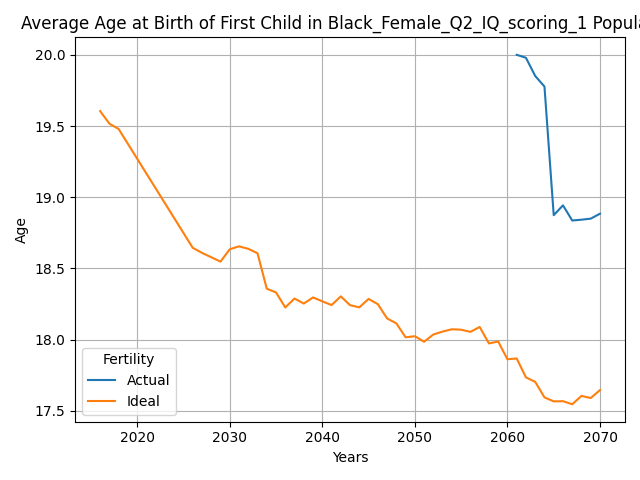 Average Age at Birth of First Child in Black_Female_Q2_IQ_scoring_1 Popula
20.0
19.5
19.0
18.5
18.0
17.5
Age
Fertility
Actual
Ideal
2020 2030 2040 2050 2060 2070
Years